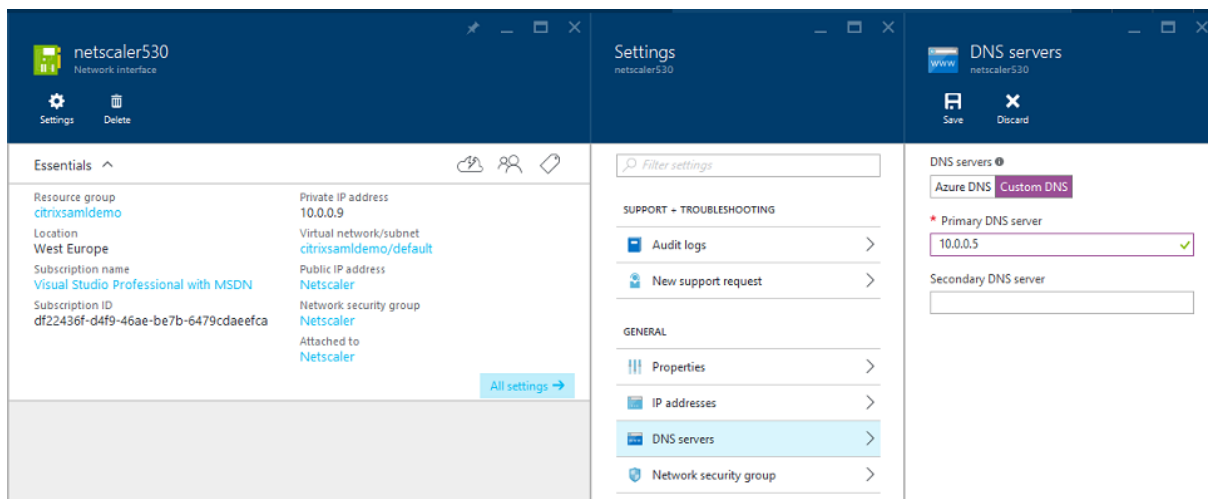 netscaler530
Network interface
Settings
Delete
Essentials
Resource group
citrixsamldemo
Location
West Europe
Subscription name
Visual Studio Professional with MSDN
Subscription ID
df22436f-d4f9-46ae-be7b-6479cdaeefca
Private IP address
10.0.0.9
Virtual network/subnet
citrixsamldemo/default
Public IP address
Netscaler
Network security group
Netscaler
Attached to
Netscaler
All settings →
Settings
netscaler530
Filter settings
SUPPORT + TROUBLESHOOTING
Audit logs
New support request
GENERAL
Properties
IP addresses
DNS servers
Network security group
www
DNS servers
netscaler530
Save
Discard
DNS servers
Azure DNS Custom DNS
* Primary DNS server
10.0.0.5
Secondary DNS server